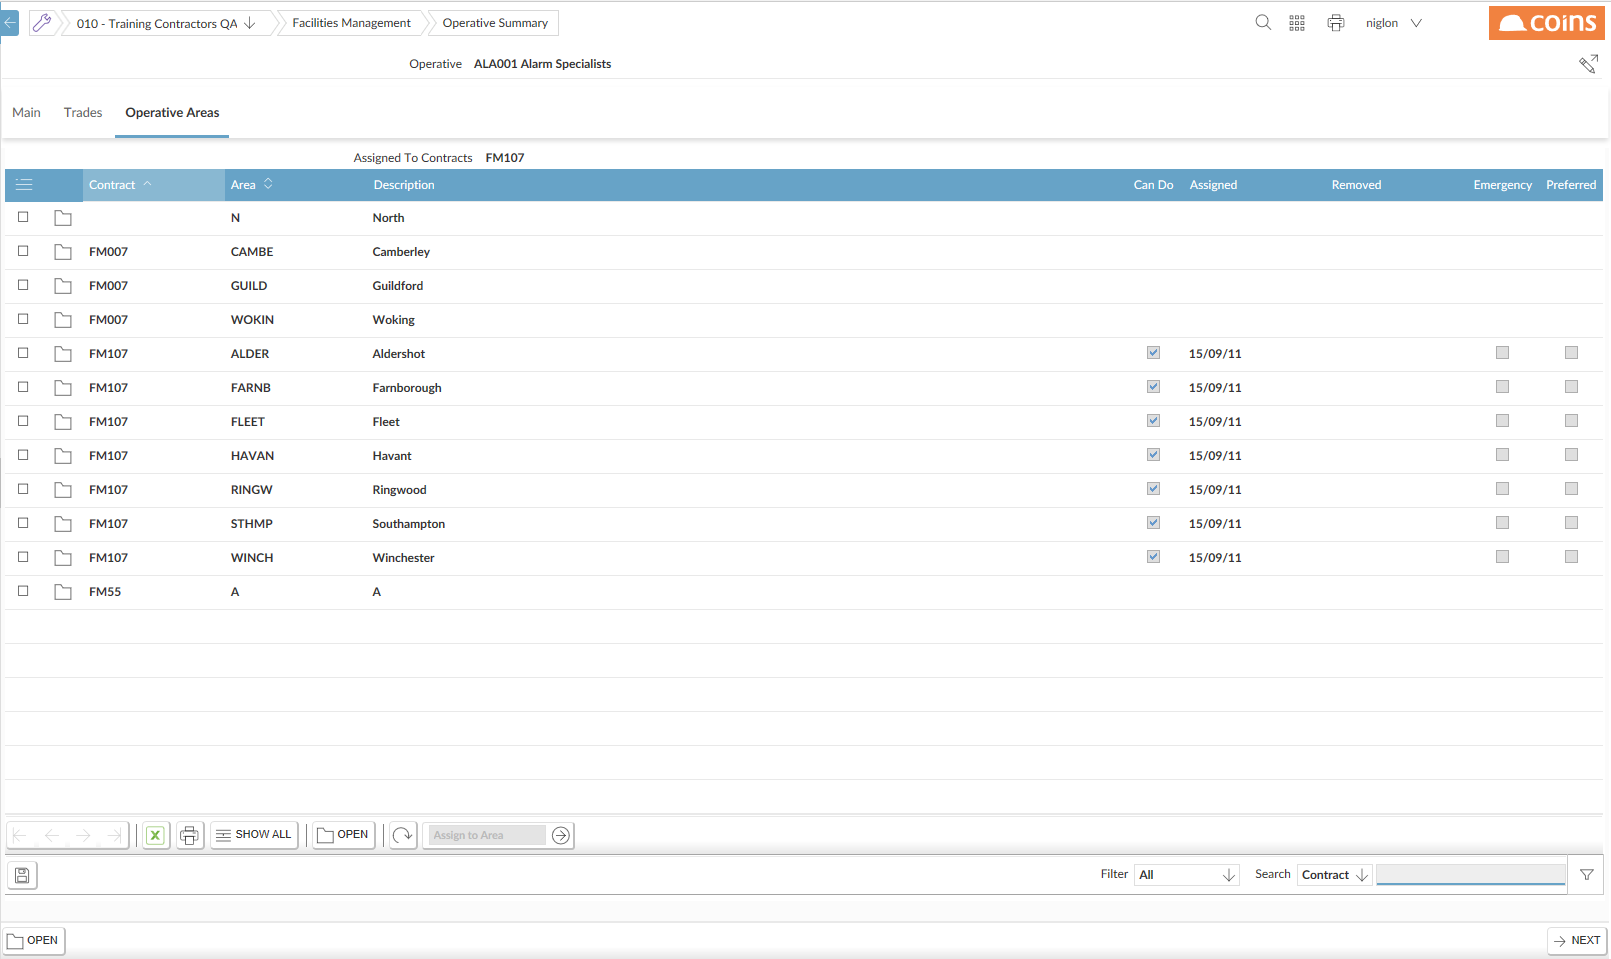 010 - Training Contractors QA Facilities Management Operative Summary niglon coins
Operative ALA001 Alarm Specialists
Main Trades Operative Areas
Assigned To Contracts FM107
Contract Area Description Can Do Assigned Removed Emergency Preferred
N North
FM007 CAMBE Camberley
FM007 GUILD Guildford
FM007 WOKIN Woking
FM107 ALDER Aldershot 15/09/11
FM107 FARNB Farnborough 15/09/11
FM107 FLEET Fleet 15/09/11
FM107 HAVAN Havant 15/09/11
FM107 RINGW Ringwood 15/09/11
FM107 STHMP Southampton 15/09/11
FM107 WINCH Winchester 15/09/11
FM55 A A
X SHOW ALL OPEN Assign to Area
Filter All Search Contract
OPEN NEXT